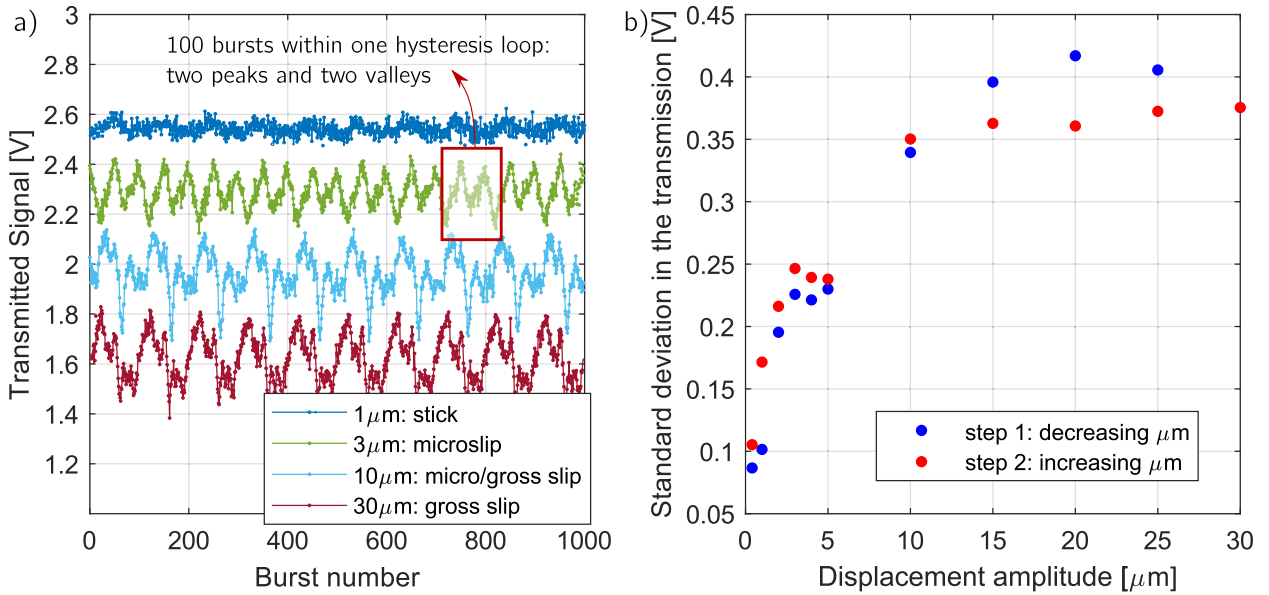 a)
100 bursts within one hysteresis loop:
two peaks and two valleys
Transmitted Signal [V]
3
2.8
2.6
2.4
2.2
2
1.8
1.6
1.4
1.2
0 200 400 600 800 1000
Burst number
1μm: stick
3μm: microslip
10μm: micro/gross slip
30μm: gross slip
b)
Standard deviation in the transmission [V]
0.45
0.4
0.35
0.3
0.25
0.2
0.15
0.1
0.05
0 5 10 15 20 25 30
Displacement amplitude [μm]
step 1: decreasing μm
step 2: increasing μm